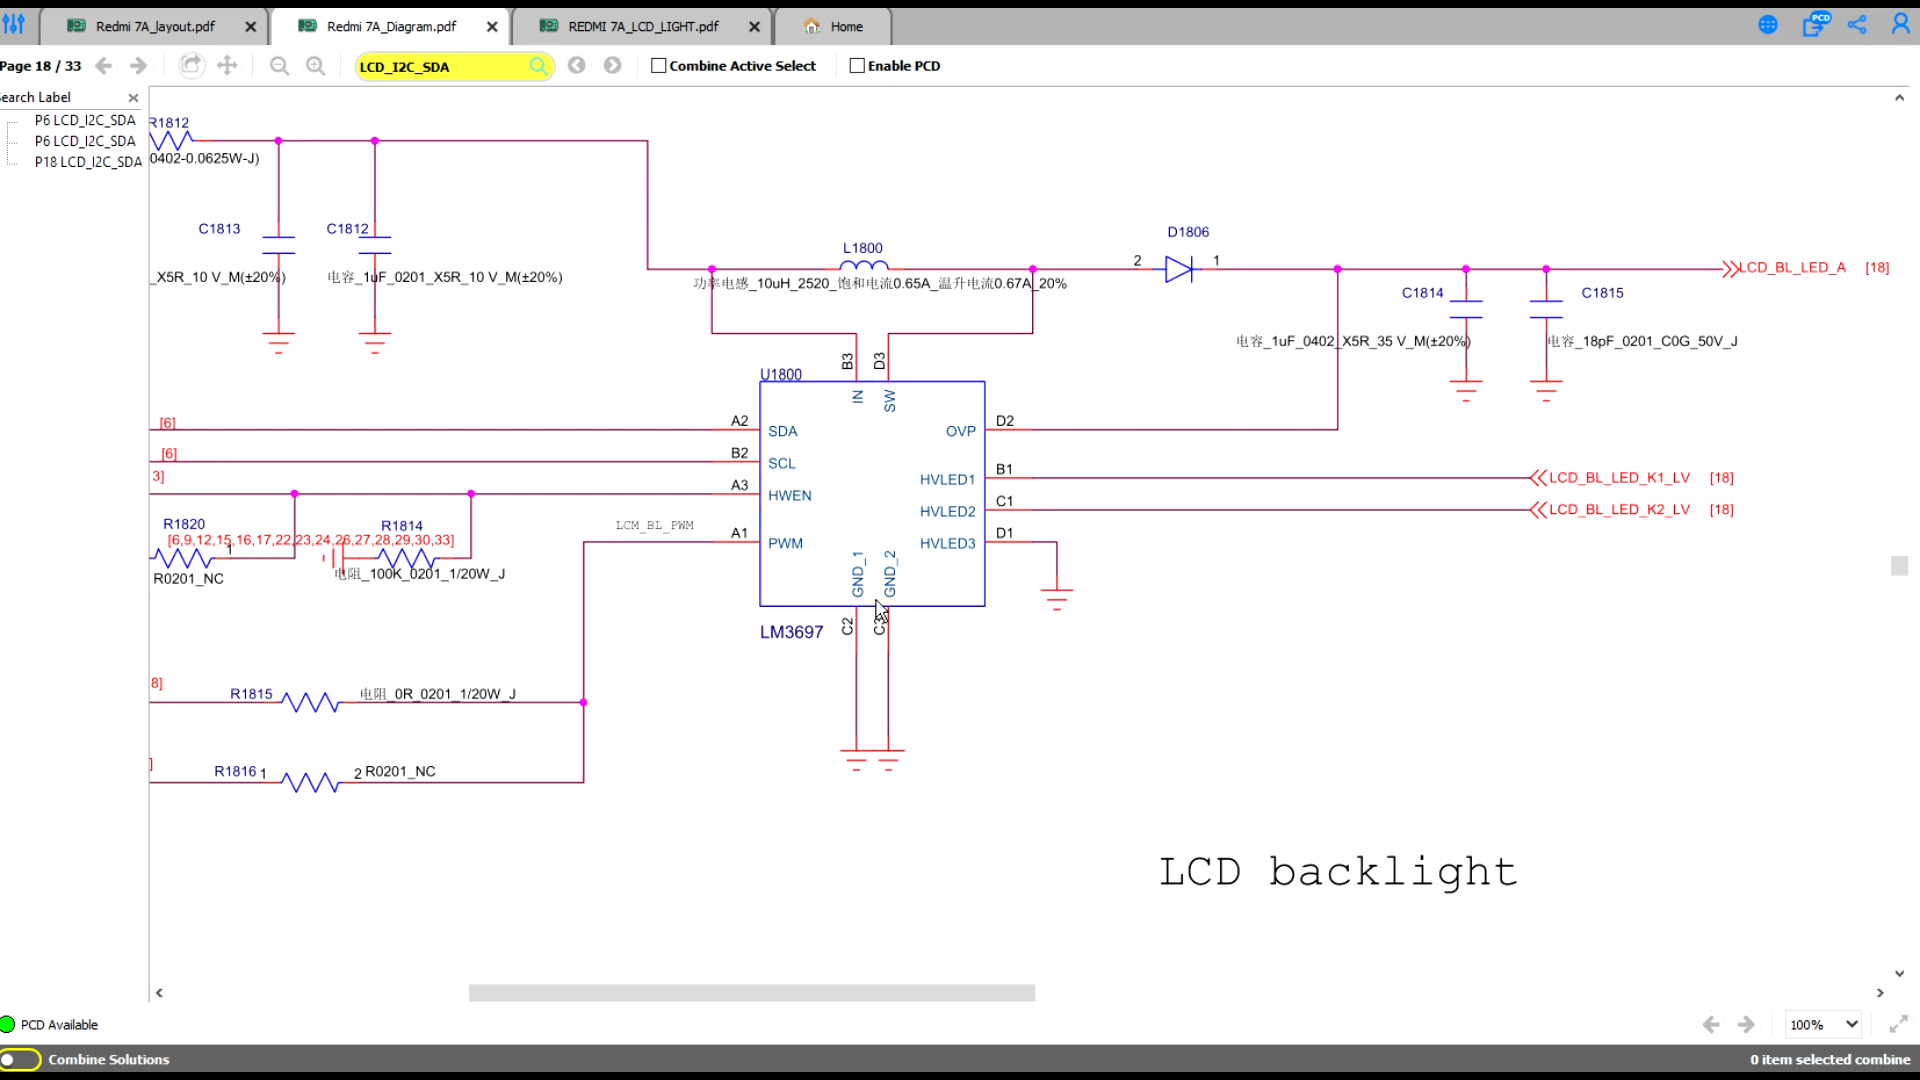 Redmi 7A_layout.pdf
Redmi 7A_Diagram.pdf
REDMI 7A_LCD_LIGHT.pdf
Home
PCD
Page 18 / 33
LCD_I2C_SDA
Combine Active Select
Enable PCD
earch Label
P6 LCD_I2C_SDA
P6 LCD_I2C_SDA
P18 LCD_I2C_SDA
R1812
0402-0.0625W-J)
C1813
C1812
_X5R_10 V_M(±20%)
电容_1uF_0201_X5R_10 V_M(±20%)
L1800
功率电感_10uH_2520_饱和电流0.65A_温升电流0.67A_20%
D1806
2
1
LCD_BL_LED_A [18]
C1814
C1815
电容_1uF_0402_X5R_35 V_M(±20%)
电容_18pF_0201_C0G_50V_J
B3
D3
U1800
IN
SW
[6]
A2
SDA
OVP
D2
[6]
B2
SCL
3]
A3
HWEN
HVLED1
B1
LCD_BL_LED_K1_LV [18]
HVLED2
C1
LCD_BL_LED_K2_LV [18]
R1820
R1814
LCM_BL_PWM
A1
PWM
HVLED3
D1
[6,9,12,15,16,17,22,23,24,26,27,28,29,30,33]
1
R0201_NC
电阻_100K_0201_1/20W_J
GND_1
GND_2
LM3697
C2
8]
R1815
电阻_0R_0201_1/20W_J
]
R1816
1
2
R0201_NC
LCD backlight
PCD Available
100%
Combine Solutions
0 item selected combine